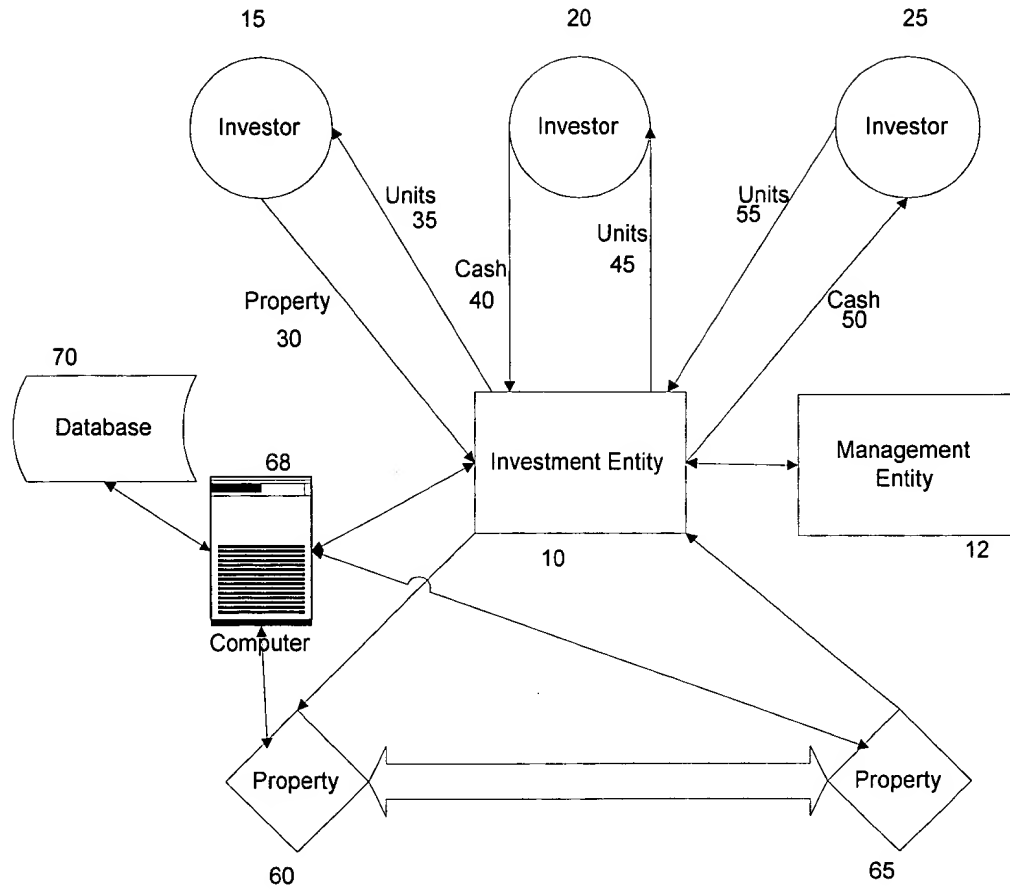 15
20
25
Investor
Investor
Investor
Units
35
Units
55
Units
45
Cash
40
Property
30
Cash
50
70
Database
68
Investment Entity
Management
Entity
10
12
Computer
Property
Property
60
65